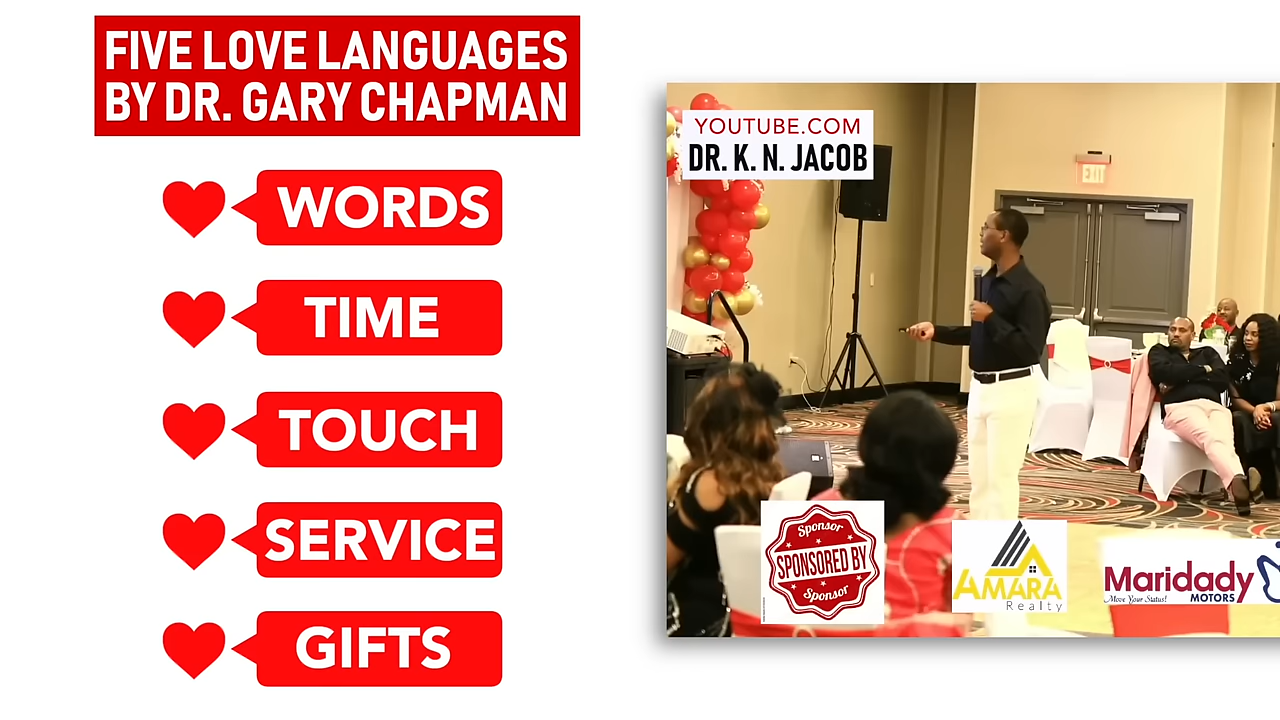 FIVE LOVE LANGUAGES
BY DR. GARY CHAPMAN
WORDS
TIME
TOUCH
SERVICE
GIFTS
YOUTUBE.COM
DR. K. N. JACOB
EXIT
Sponsor
SPONSORED BY
Sponsor
AMARA
Realty
Maridady
Move Your Status! MOTORS